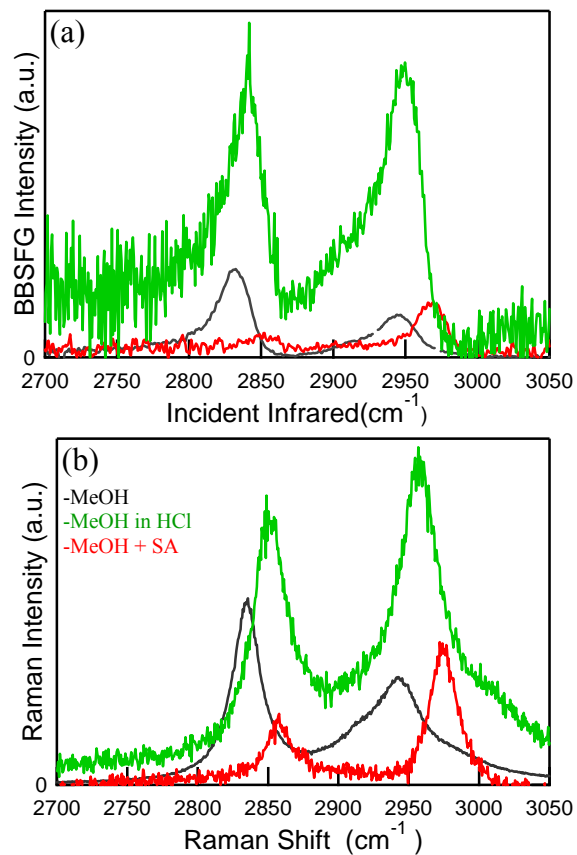 (a)
BBSFG Intensity (a.u.)
0
2700 2750 2800 2850 2900 2950 3000 3050
Incident Infrared(cm⁻¹)
(b)
-MeOH
-MeOH in HCl
-MeOH + SA
Raman Intensity (a.u.)
0
2700 2750 2800 2850 2900 2950 3000 3050
Raman Shift (cm⁻¹)